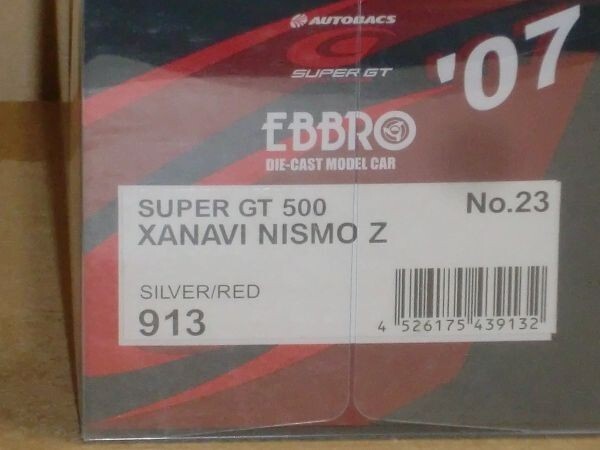 AUTOBACS
SUPER GT
'07
EBBRO
DIE-CAST MODEL CAR
SUPER GT 500 No.23
XANAVI NISMO Z
SILVER/RED
913
4 526175 439132